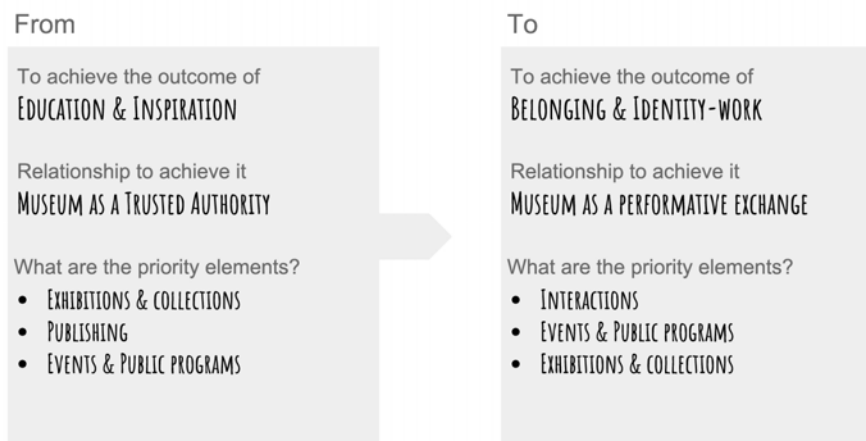 From
To achieve the outcome of
EDUCATION & INSPIRATION
Relationship to achieve it
MUSEUM AS A TRUSTED AUTHORITY
What are the priority elements?
• EXHIBITIONS & COLLECTIONS
• PUBLISHING
• EVENTS & PUBLIC PROGRAMS
To
To achieve the outcome of
BELONGING & IDENTITY-WORK
Relationship to achieve it
MUSEUM AS A PERFORMATIVE EXCHANGE
What are the priority elements?
• INTERACTIONS
• EVENTS & PUBLIC PROGRAMS
• EXHIBITIONS & COLLECTIONS